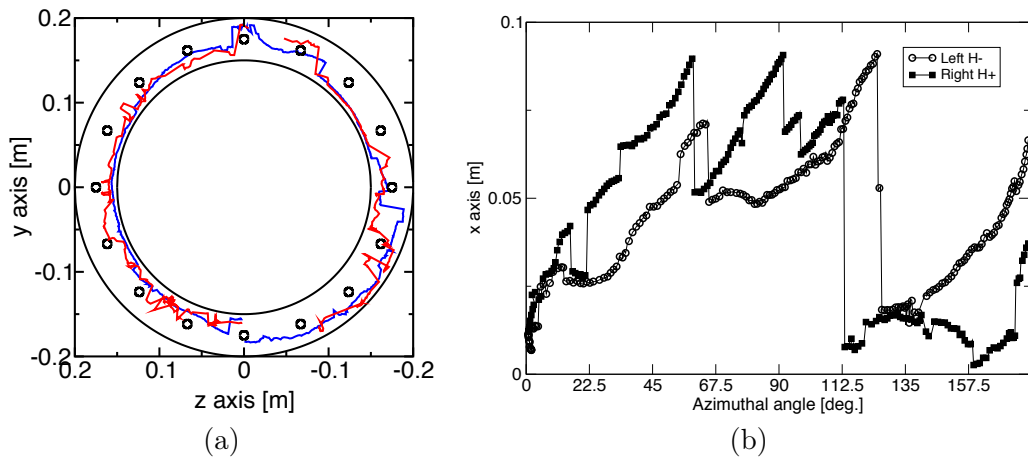 0.2
0.1
0
-0.1
-0.2
y axis [m]
0.2
0.1
0
-0.1
-0.2
z axis [m]
(a)
0.1
0.05
0
x axis [m]
Left H-
Right H+
0
22.5
45
67.5
90
112.5
135
157.5
Azimuthal angle [deg.]
(b)